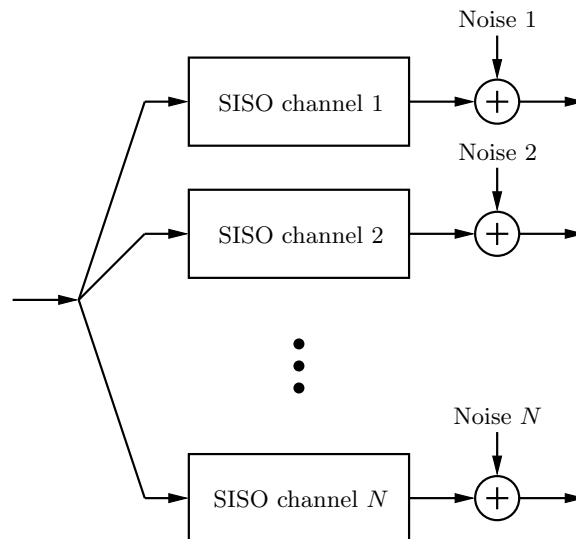 Noise 1
SISO channel 1
Noise 2
SISO channel 2
Noise N
SISO channel N